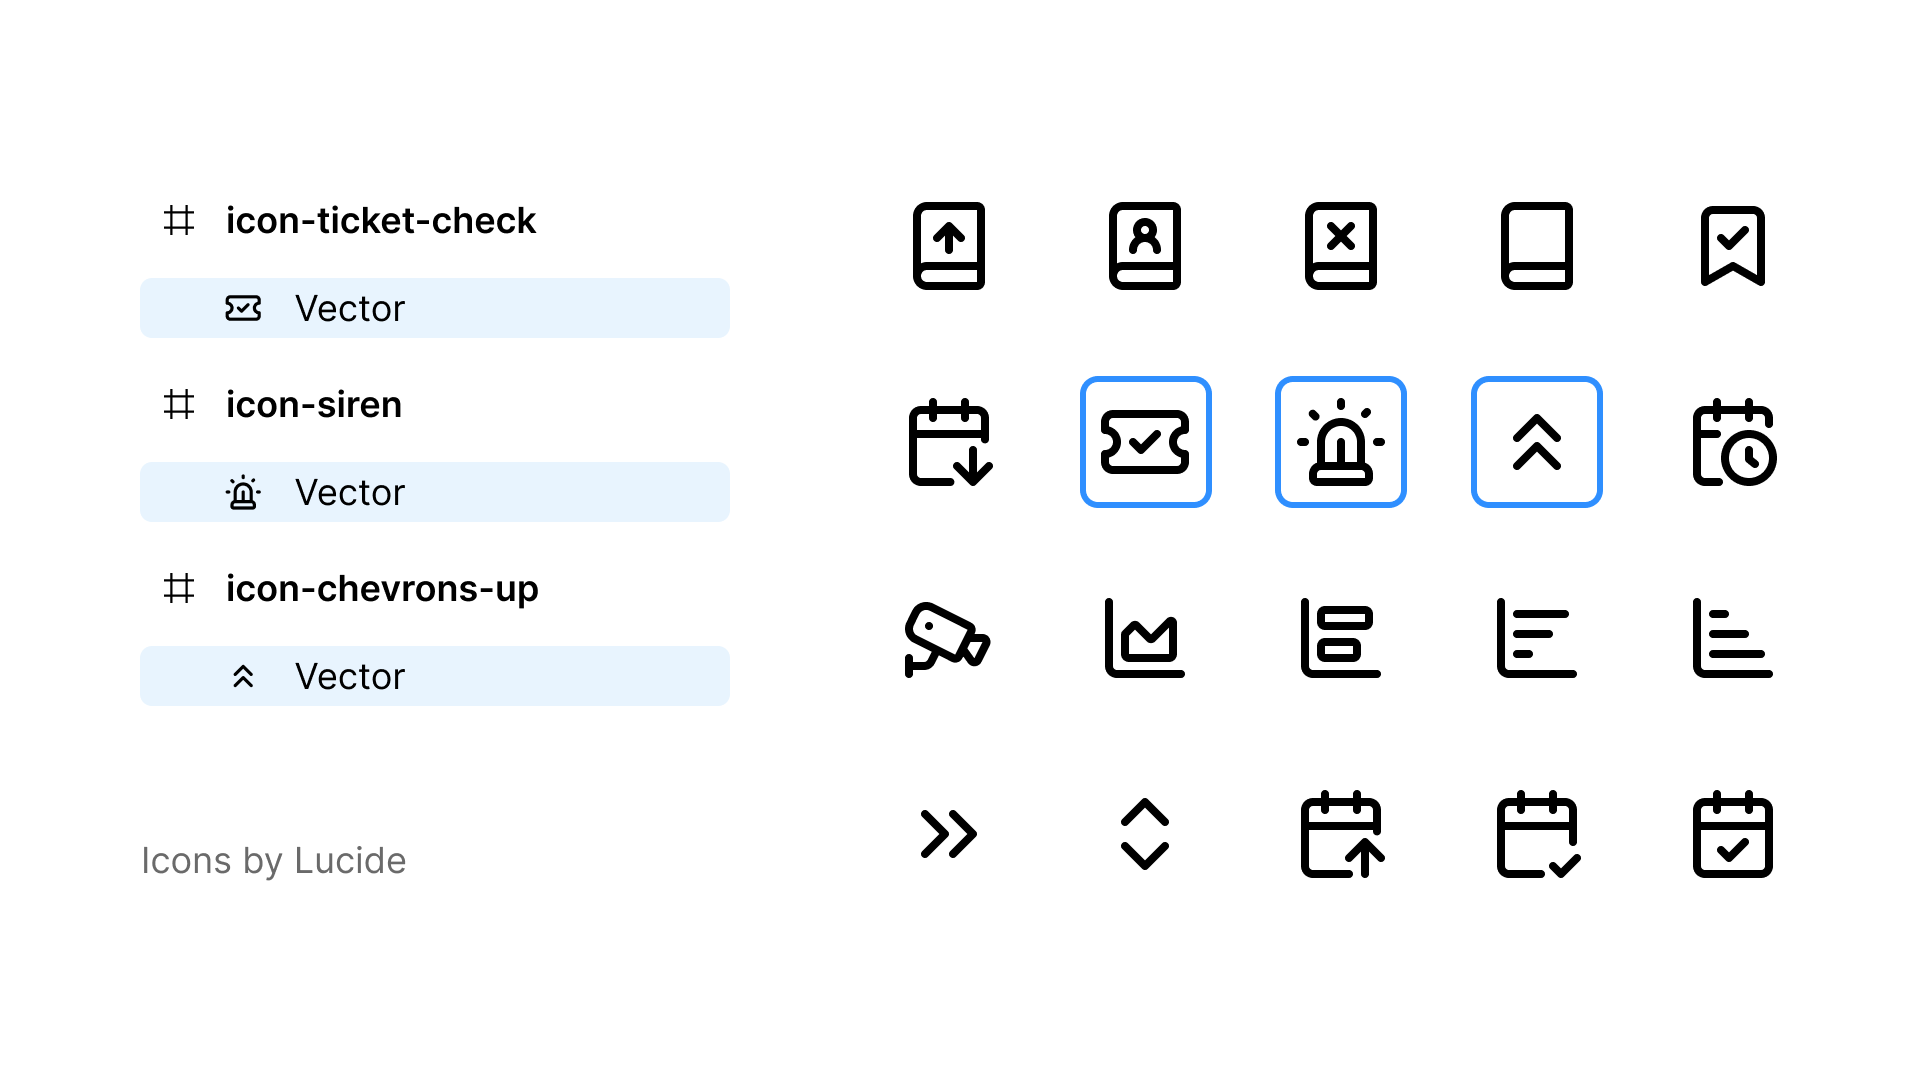 icon-ticket-check
Vector
icon-siren
Vector
icon-chevrons-up
Vector
Icons by Lucide